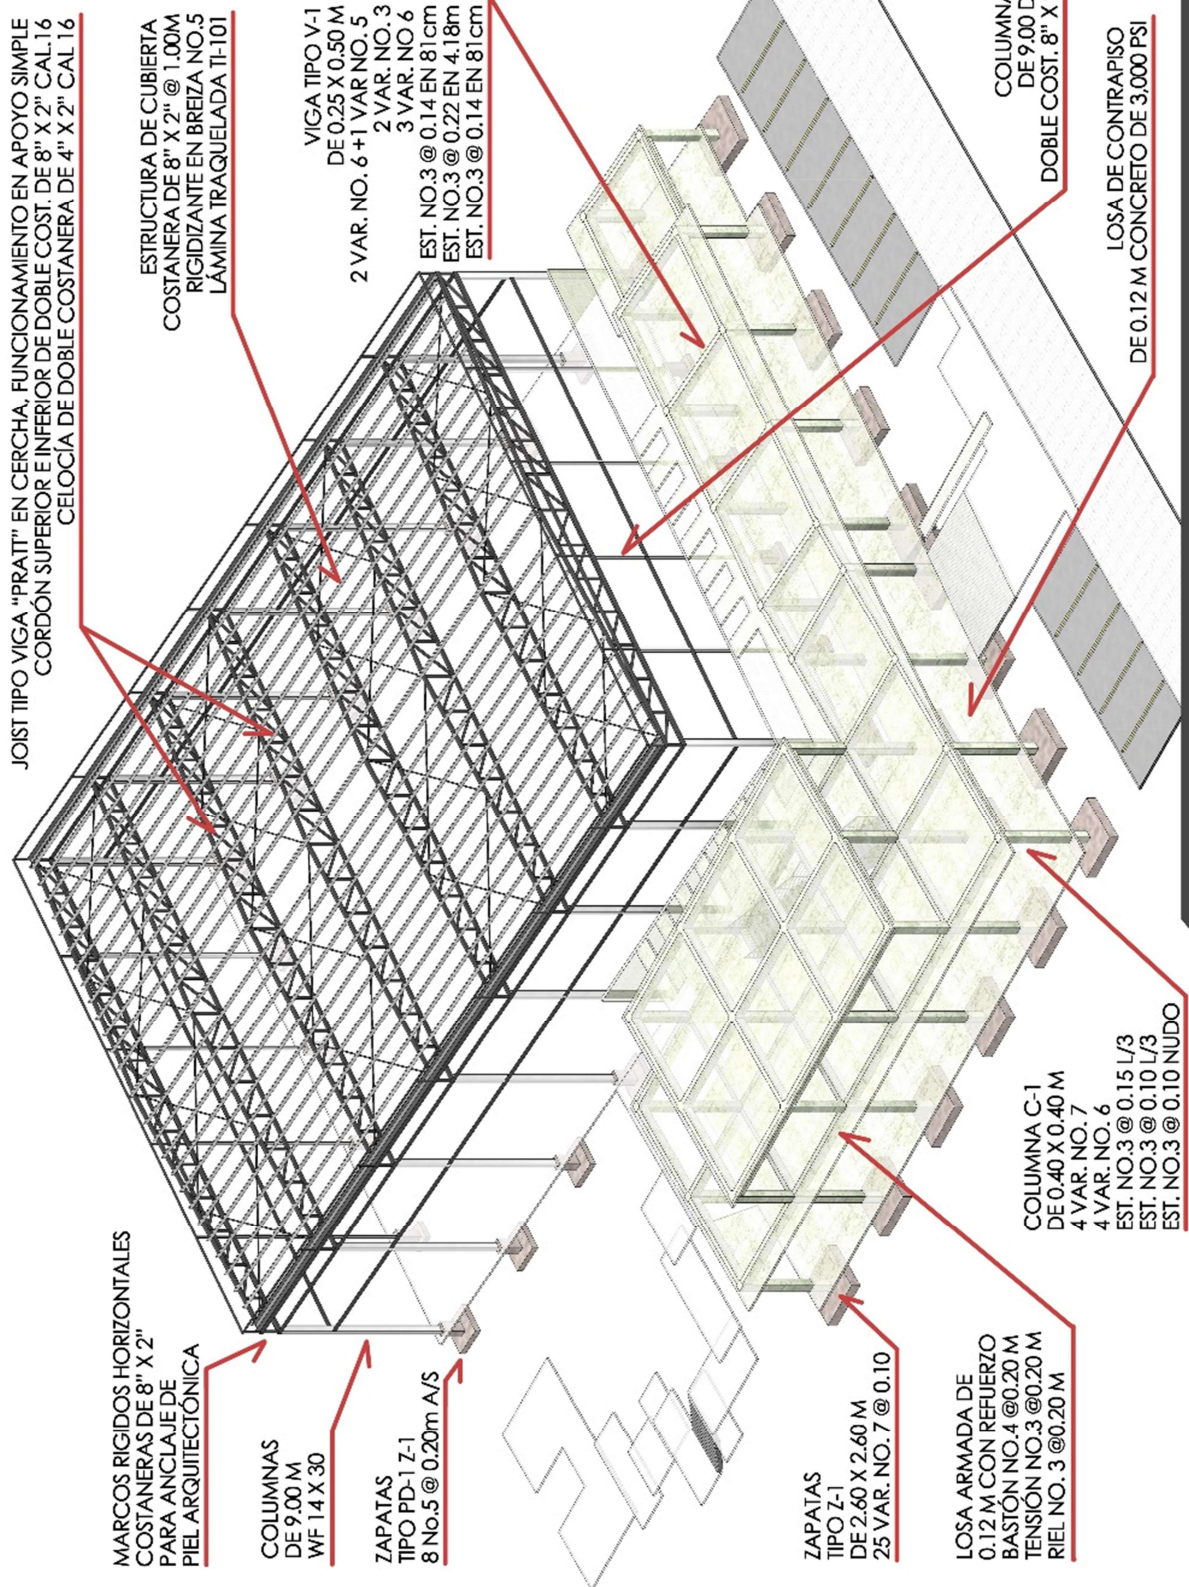 JOIST TIPO VIGA "PRATT" EN CERCHA, FUNCIONAMIENTO EN APOYO SIMPLE
CORDÓN SUPERIOR E INFERIOR DE DOBLE COST. DE 8" X 2" CAL.16
CELOCÍA DE DOBLE COSTANERA DE 4" X 2" CAL 16
ESTRUCTURA DE CUBIERTA
COSTANERA DE 8" X 2" @ 1.00M
RIGIDIZANTE EN BREIZA NO.5
LÁMINA TRAQUELADA TI-101
VIGA TIPO V-1
DE 0.25 X 0.50 M
2 VAR. NO. 6 +1 VAR NO. 5
2 VAR. NO. 3
3 VAR. NO 6
EST. NO.3 @ 0.14 EN 81cm
EST. NO.3 @ 0.22 EN 4.18m
EST. NO.3 @ 0.14 EN 81cm
COLUMNA
DE 9.00 D
DOBLE COST. 8" X
LOSA DE CONTRAPISO
DE 0.12 M CONCRETO DE 3,000 PSI
MARCOS RIGIDOS HORIZONTALES
COSTANERAS DE 8" X 2"
PARA ANCLAJE DE
PIEL ARQUITECTÓNICA
COLUMNAS
DE 9.00 M
WF 14 X 30
ZAPATAS
TIPO PD-1 Z-1
8 No.5 @ 0.20m A/S
ZAPATAS
TIPO Z-1
DE 2.60 X 2.60 M
25 VAR. NO. 7 @ 0.10
LOSA ARMADA DE
0.12 M CON REFUERZO
BASTÓN NO.4 @0.20 M
TENSIÓN NO.3 @0.20 M
RIEL NO. 3 @0.20 M
COLUMNA C-1
DE 0.40 X 0.40 M
4 VAR. NO. 7
4 VAR. NO. 6
EST. NO.3 @ 0.15 L/3
EST. NO.3 @ 0.10 L/3
EST. NO.3 @ 0.10 NUDO